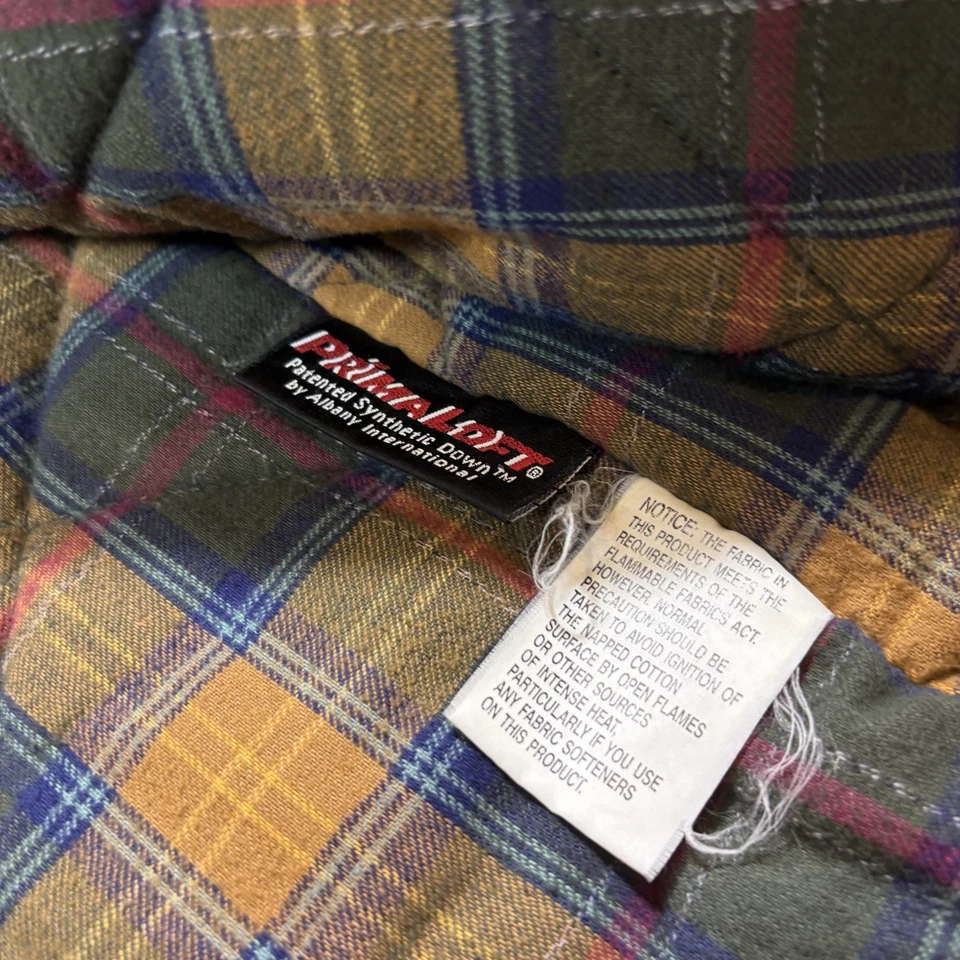 PRIMALOFT®
Patented Synthetic Down™
by Albany International
NOTICE: THE FABRIC IN
THIS PRODUCT MEETS THE
REQUIREMENTS OF THE
FLAMMABLE FABRICS ACT.
HOWEVER, NORMAL
PRECAUTION SHOULD BE
TAKEN TO AVOID IGNITION OF
THE NAPPED COTTON
SURFACE BY OPEN FLAMES
OR OTHER SOURCES
OF INTENSE HEAT,
PARTICULARLY IF YOU USE
ANY FABRIC SOFTENERS
ON THIS PRODUCT.